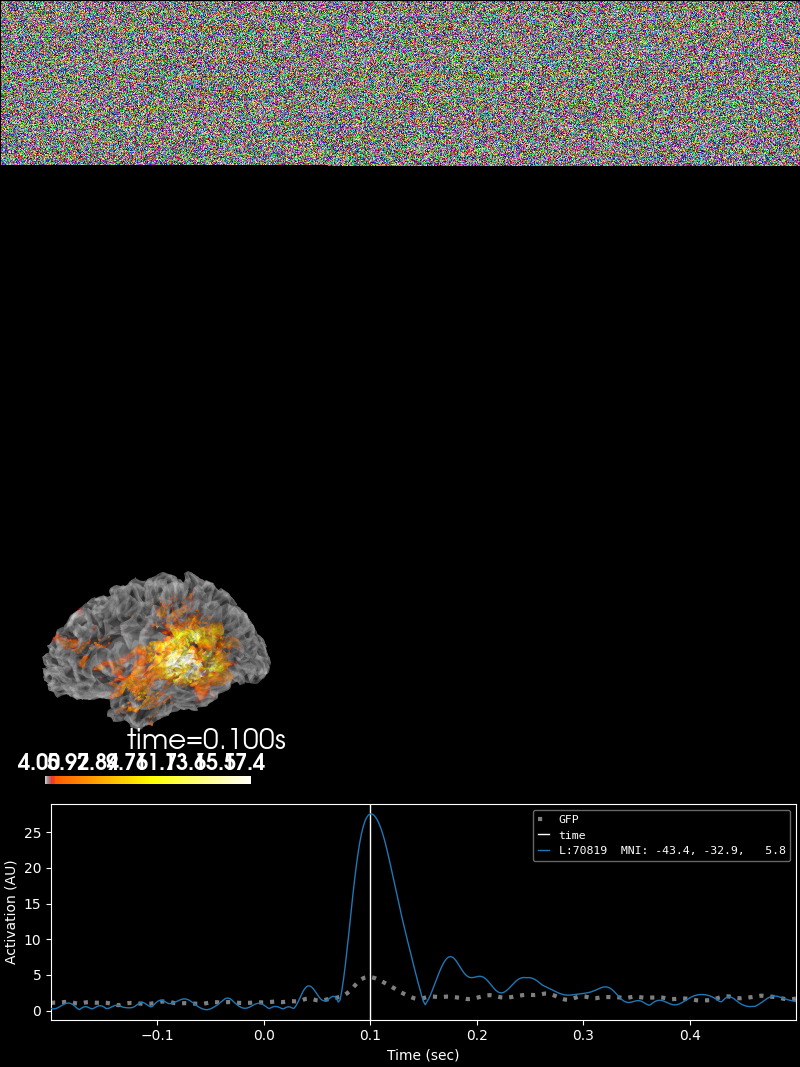 time=0.100s
25
20
15
10
5
0
Activation (AU)
GFP
time
L:70819 MNI: -43.4, -32.9, 5.8
−0.1 0.0 0.1 0.2 0.3 0.4
Time (sec)